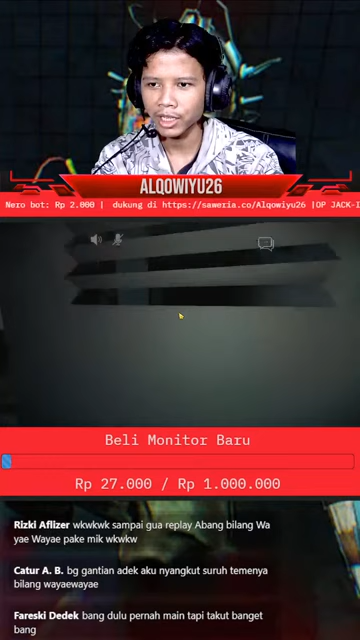 ALQOWIYU26
Nero bot: Rp 2.000 | dukung di https://saweria.co/Alqowiyu26 |OP JACK-I
Beli Monitor Baru
Rp 27.000 / Rp 1.000.000
Rizki Aflizer wkwkwk sampai gua replay Abang bilang Wa
yae Wayae pake mik wkwkw
Catur A. B. bg gantian adek aku nyangkut suruh temenya
bilang wayaewayae
Fareski Dedek bang dulu pernah main tapi takut banget
bang